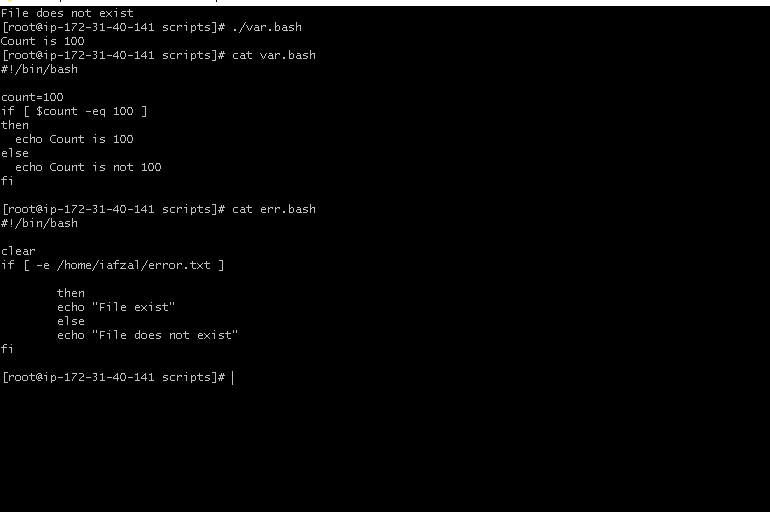 File does not exist
[root@ip-172-31-40-141 scripts]# ./var.bash
Count is 100
[root@ip-172-31-40-141 scripts]# cat var.bash
#!/bin/bash
count=100
if [ $count -eq 100 ]
then
  echo Count is 100
else
  echo Count is not 100
fi
[root@ip-172-31-40-141 scripts]# cat err.bash
#!/bin/bash
clear
if [ -e /home/iafzal/error.txt ]
        then
        echo "File exist"
        else
        echo "File does not exist"
fi
[root@ip-172-31-40-141 scripts]#